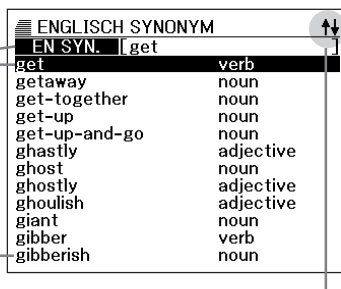 ENGLISCH SYNONYM
EN SYN. [get ]
get verb
getaway noun
get-together noun
get-up noun
get-up-and-go noun
ghastly adjective
ghost noun
ghostly adjective
ghoulish adjective
giant noun
gibber verb
gibberish noun